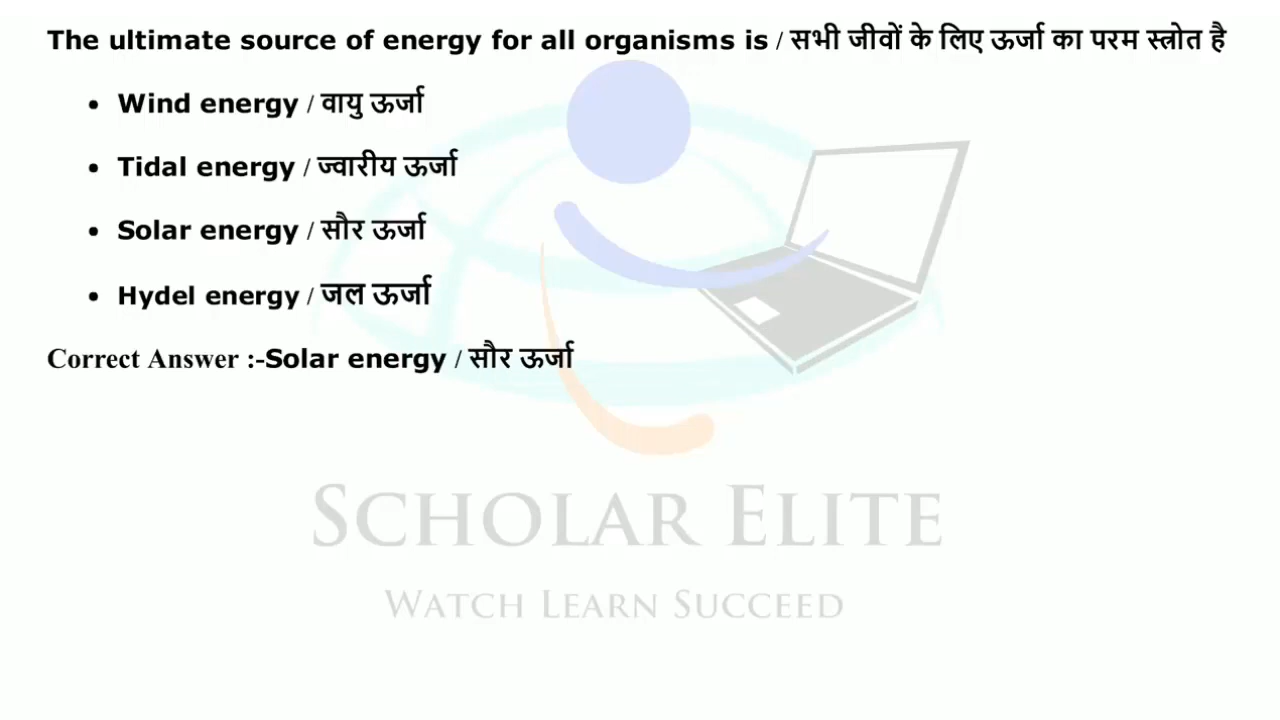 The ultimate source of energy for all organisms is / सभी जीवों के लिए ऊर्जा का परम स्त्रोत है
• Wind energy / वायु ऊर्जा
• Tidal energy / ज्वारीय ऊर्जा
• Solar energy / सौर ऊर्जा
• Hydel energy / जल ऊर्जा
Correct Answer :-Solar energy / सौर ऊर्जा
SCHOLAR ELITE
WATCH LEARN SUCCEED